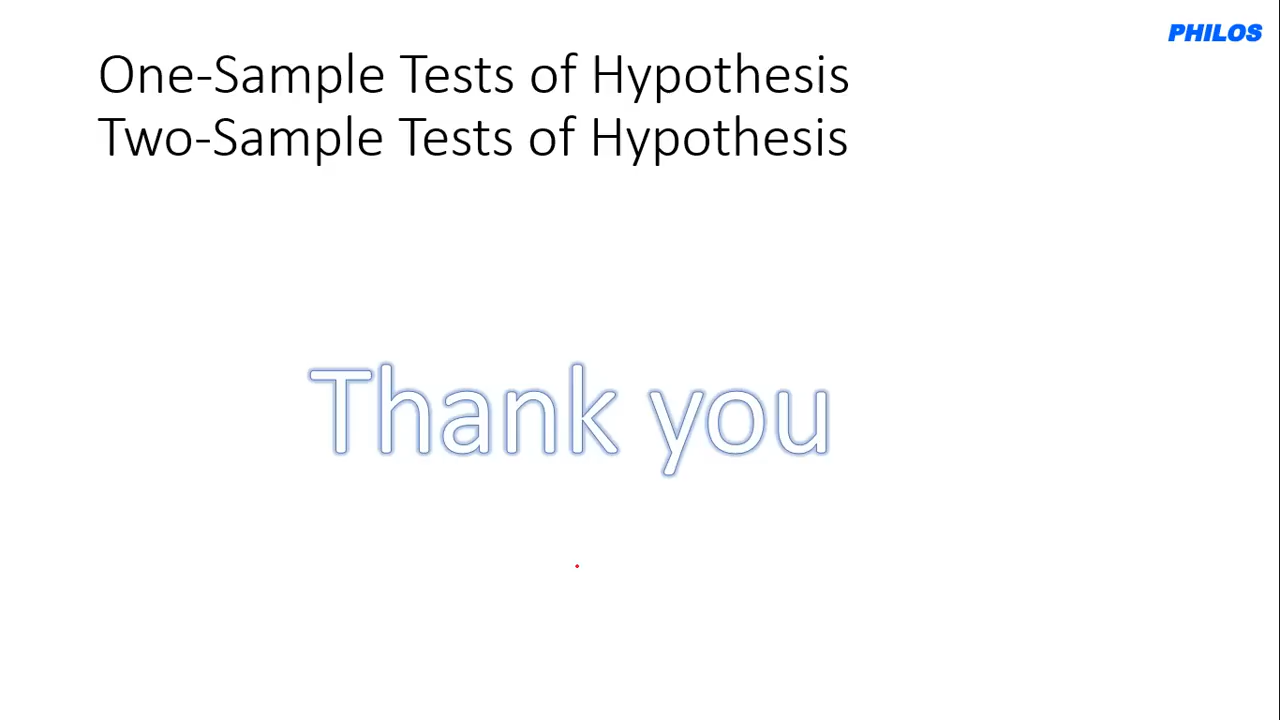 PHILOS
One-Sample Tests of Hypothesis
Two-Sample Tests of Hypothesis
Thank you